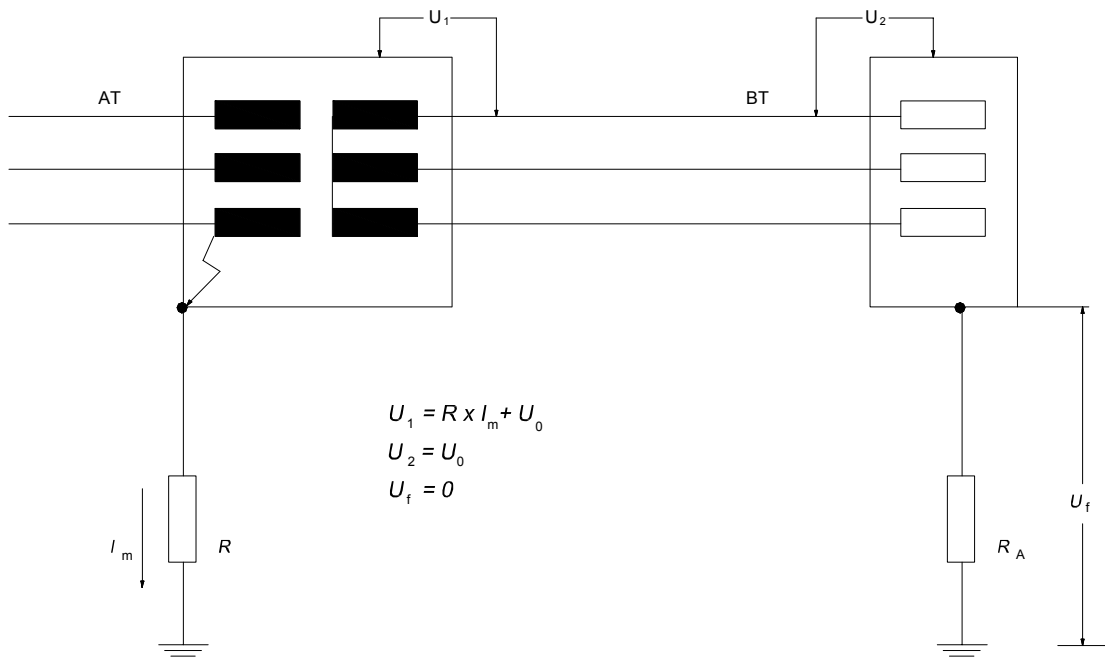 U1
U2
AT
BT
U1 = R x Im + U0
U2 = U0
Uf = 0
Im
R
RA
Uf